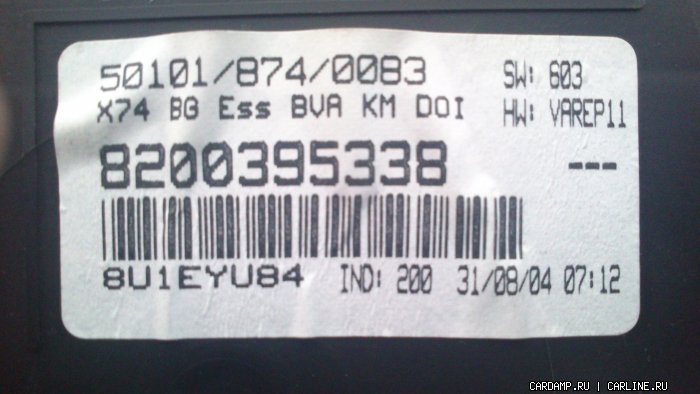 50101/874/0083 SW: 603
X74 BG Ess BVA KM DOI HW: VAREP11
8200395338 ---
8U1EYU84 IND: 200 31/08/04 07:12
CARDAMP.RU | CARLINE.RU